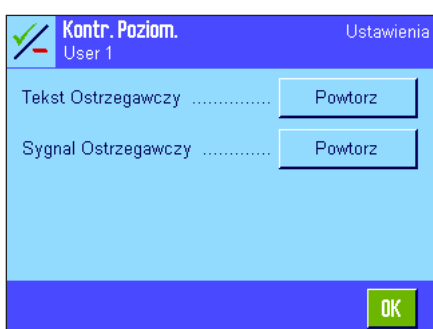 Kontr. Poziom. Ustawienia
User 1
Tekst Ostrzegawczy .............. Powtorz
Sygnal Ostrzegawczy ............ Powtorz
OK